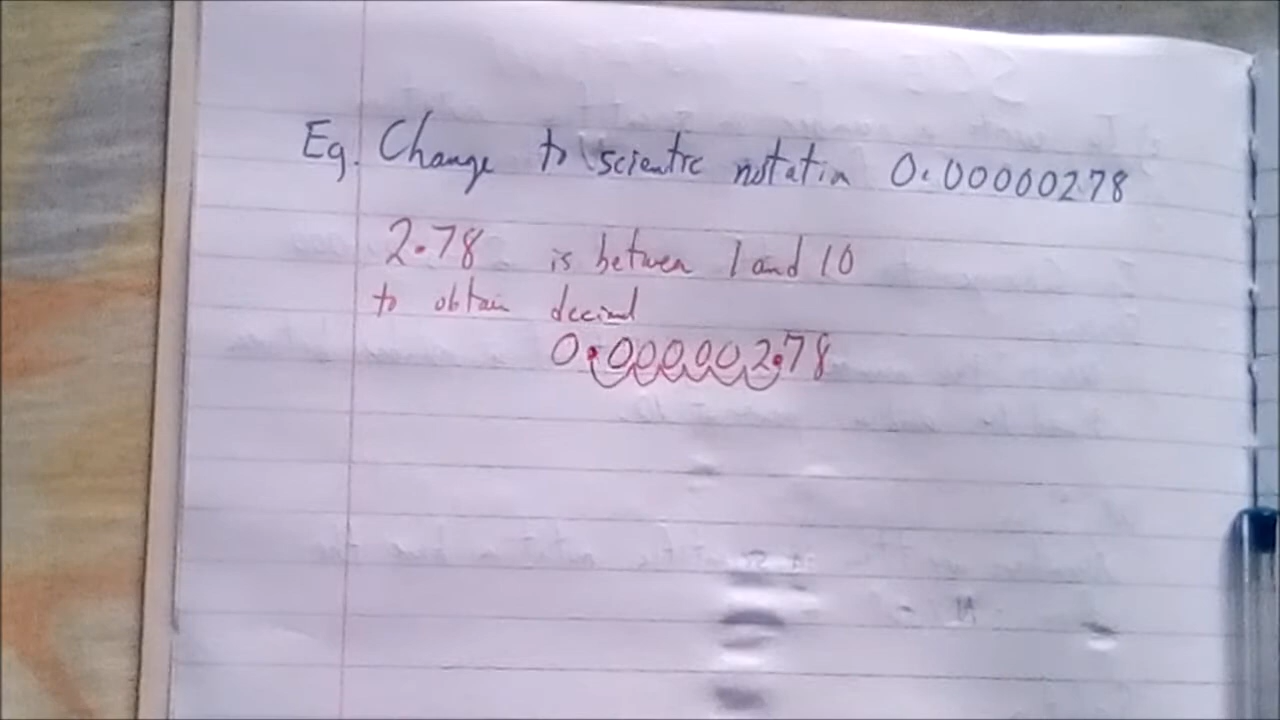 Eg. Change to scientic notation 0.00000278
2.78 is between 1 and 10
to obtain decimal
0.000002.78